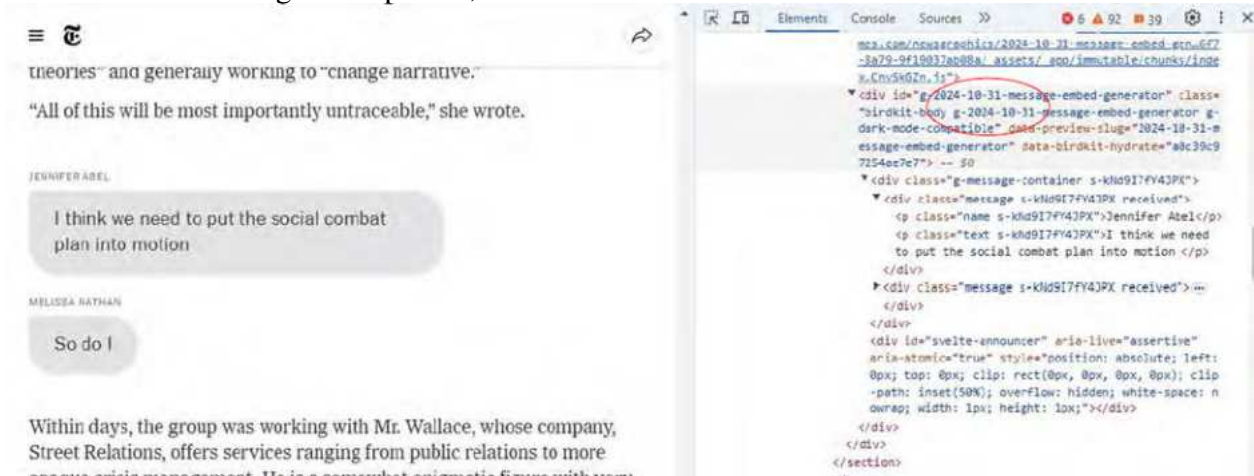 theories" and generally working to "change narrative."
"All of this will be most importantly untraceable," she wrote.
JENNIFER ABEL
I think we need to put the social combat
plan into motion
MELISSA NATHAN
So do I
Within days, the group was working with Mr. Wallace, whose company,
Street Relations, offers services ranging from public relations to more
Elements Console Sources 6 92 39
<div id="g-2024-10-31-message-embed-generator" class=
"birdkit-body g-2024-10-31-message-embed-generator g-
dark-mode-compatible" data-preview-slug="2024-10-31-m
essage-embed-generator" data-birdkit-hydrate=
<div class="g-message-container s-kNd9I7fY4JPX">
<div class="message s-kNd9I7fY4JPX received">
<p class="name s-kNd9I7fY4JPX">Jennifer Abel</p>
<p class="text s-kNd9I7fY4JPX">I think we need
to put the social combat plan into motion </p>
</div>
<div class="message s-kNd9I7fY4JPX received">
</div>
</div>
<div id="svelte-announcer" aria-live="assertive"
aria-atomic="true" style="position: absolute; left:
0px; top: 0px; clip: rect(0px, 0px, 0px, 0px); clip
-path: inset(50%); overflow: hidden; white-space: n
owrap; width: 1px; height: 1px;"></div>
</div>
</div>
</section>